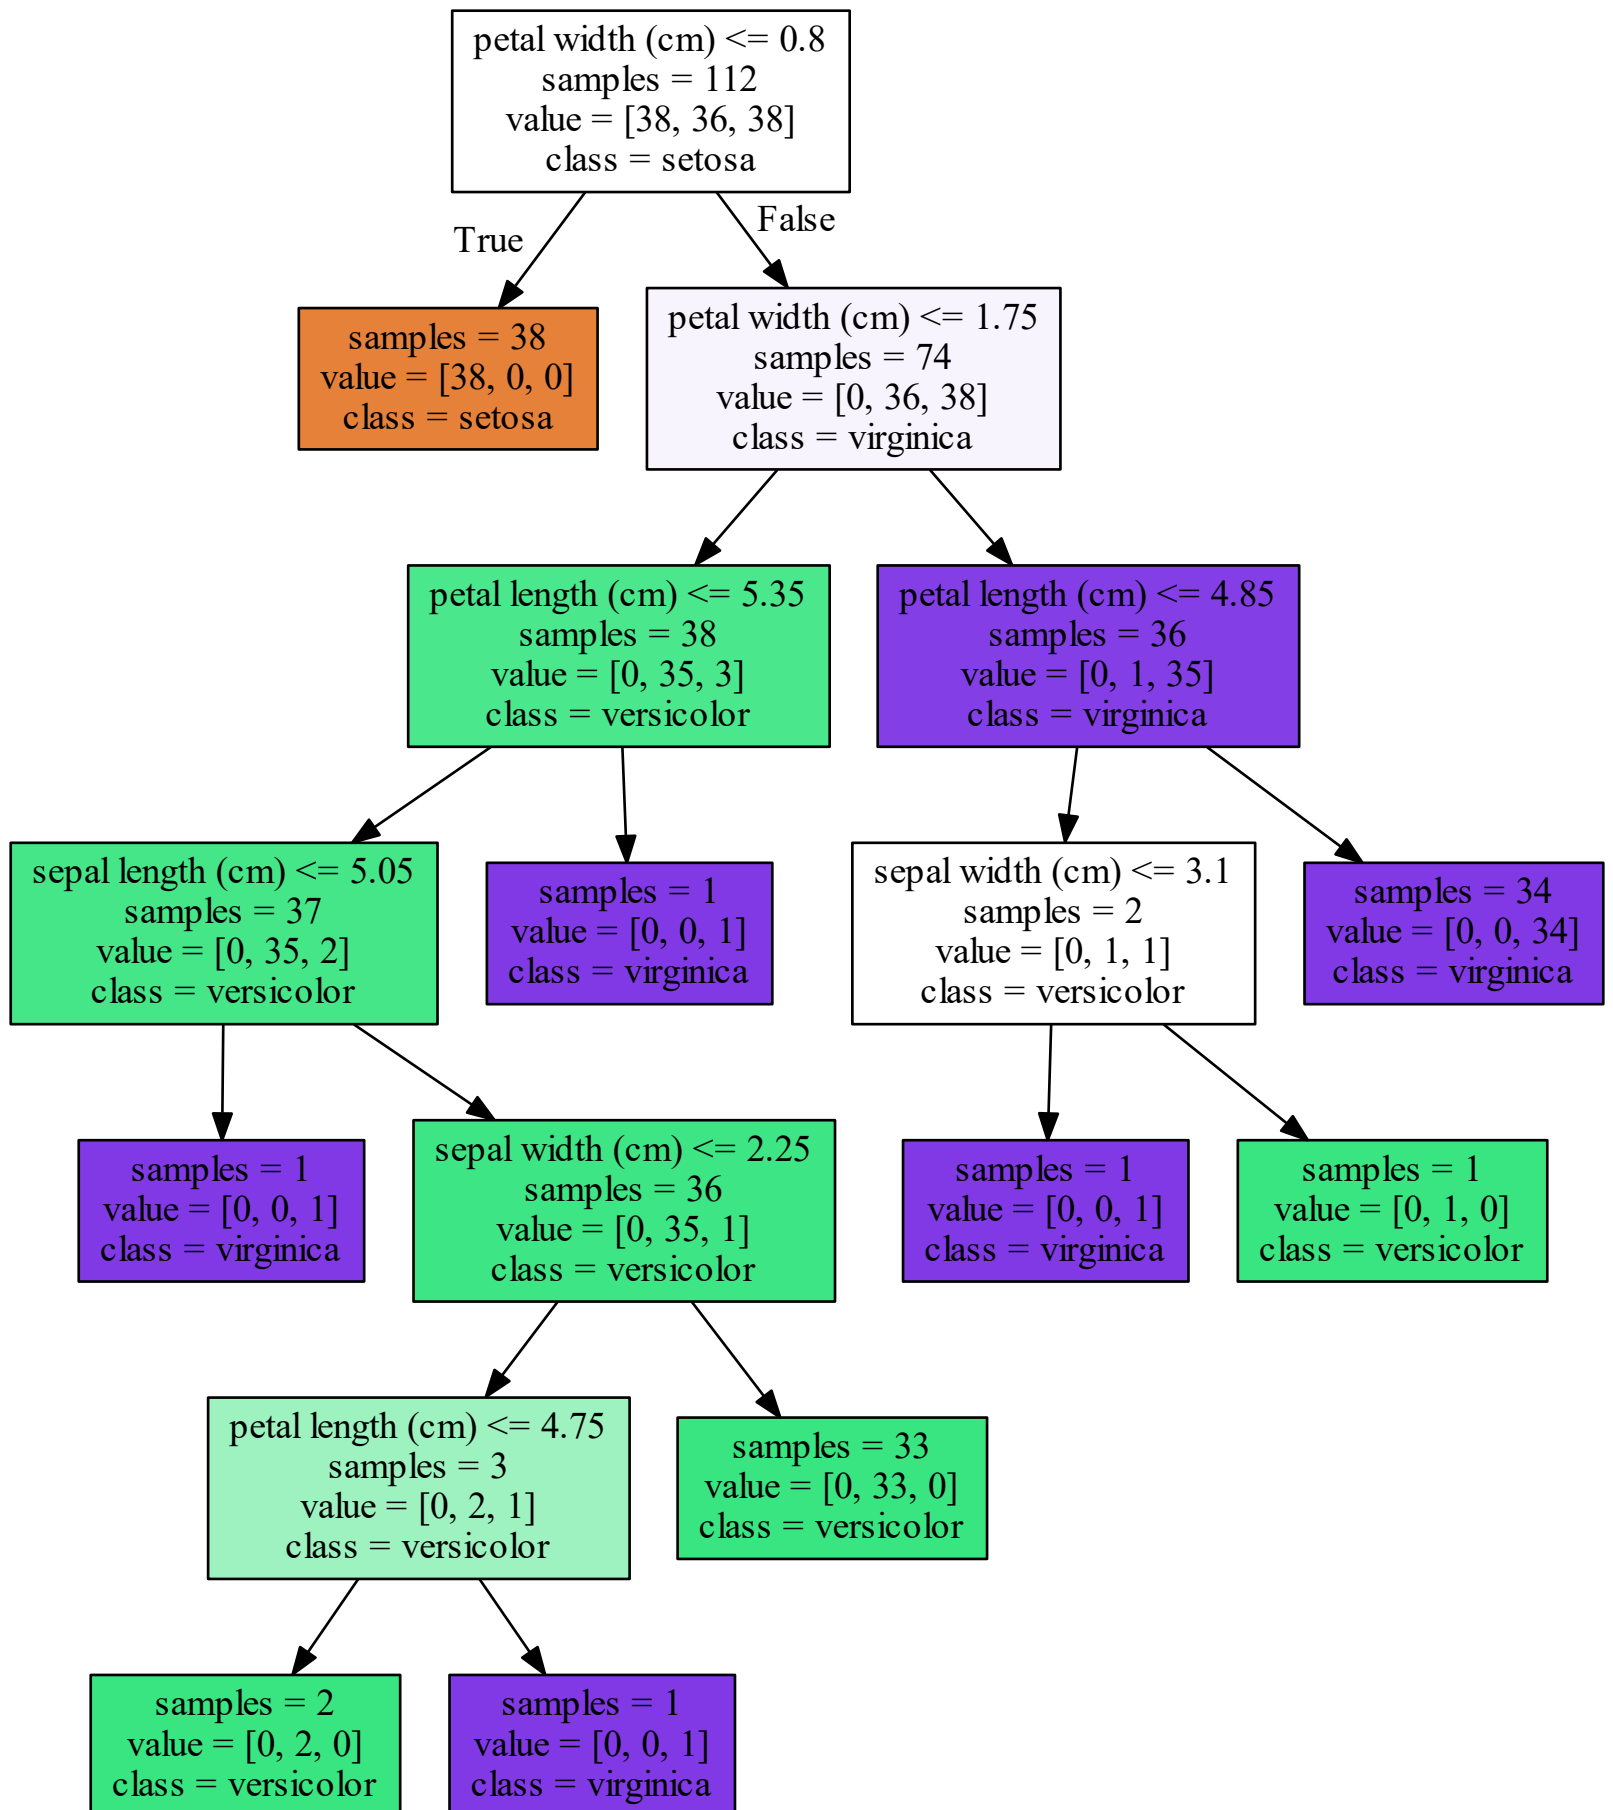 petal width (cm) <= 0.8
samples = 112
value = [38, 36, 38]
class = setosa
True
False
samples = 38
value = [38, 0, 0]
class = setosa
petal width (cm) <= 1.75
samples = 74
value = [0, 36, 38]
class = virginica
petal length (cm) <= 5.35
samples = 38
value = [0, 35, 3]
class = versicolor
petal length (cm) <= 4.85
samples = 36
value = [0, 1, 35]
class = virginica
sepal length (cm) <= 5.05
samples = 37
value = [0, 35, 2]
class = versicolor
samples = 1
value = [0, 0, 1]
class = virginica
sepal width (cm) <= 3.1
samples = 2
value = [0, 1, 1]
class = versicolor
samples = 34
value = [0, 0, 34]
class = virginica
samples = 1
value = [0, 0, 1]
class = virginica
sepal width (cm) <= 2.25
samples = 36
value = [0, 35, 1]
class = versicolor
samples = 1
value = [0, 0, 1]
class = virginica
samples = 1
value = [0, 1, 0]
class = versicolor
petal length (cm) <= 4.75
samples = 3
value = [0, 2, 1]
class = versicolor
samples = 33
value = [0, 33, 0]
class = versicolor
samples = 2
value = [0, 2, 0]
class = versicolor
samples = 1
value = [0, 0, 1]
class = virginica